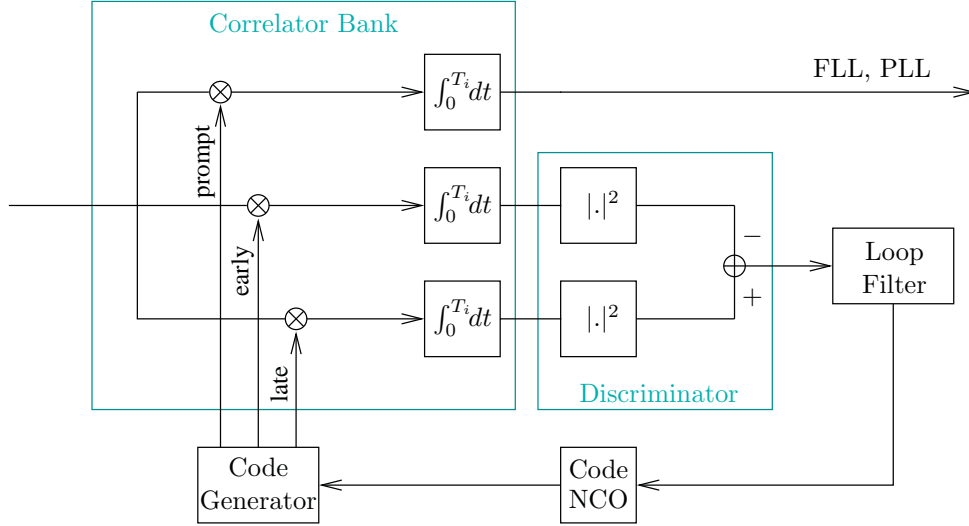 Correlator Bank
FLL, PLL
∫₀^{T_i} dt
prompt
∫₀^{T_i} dt
|.|²
−
early
Loop
Filter
+
∫₀^{T_i} dt
|.|²
late
Discriminator
Code
Generator
Code
NCO